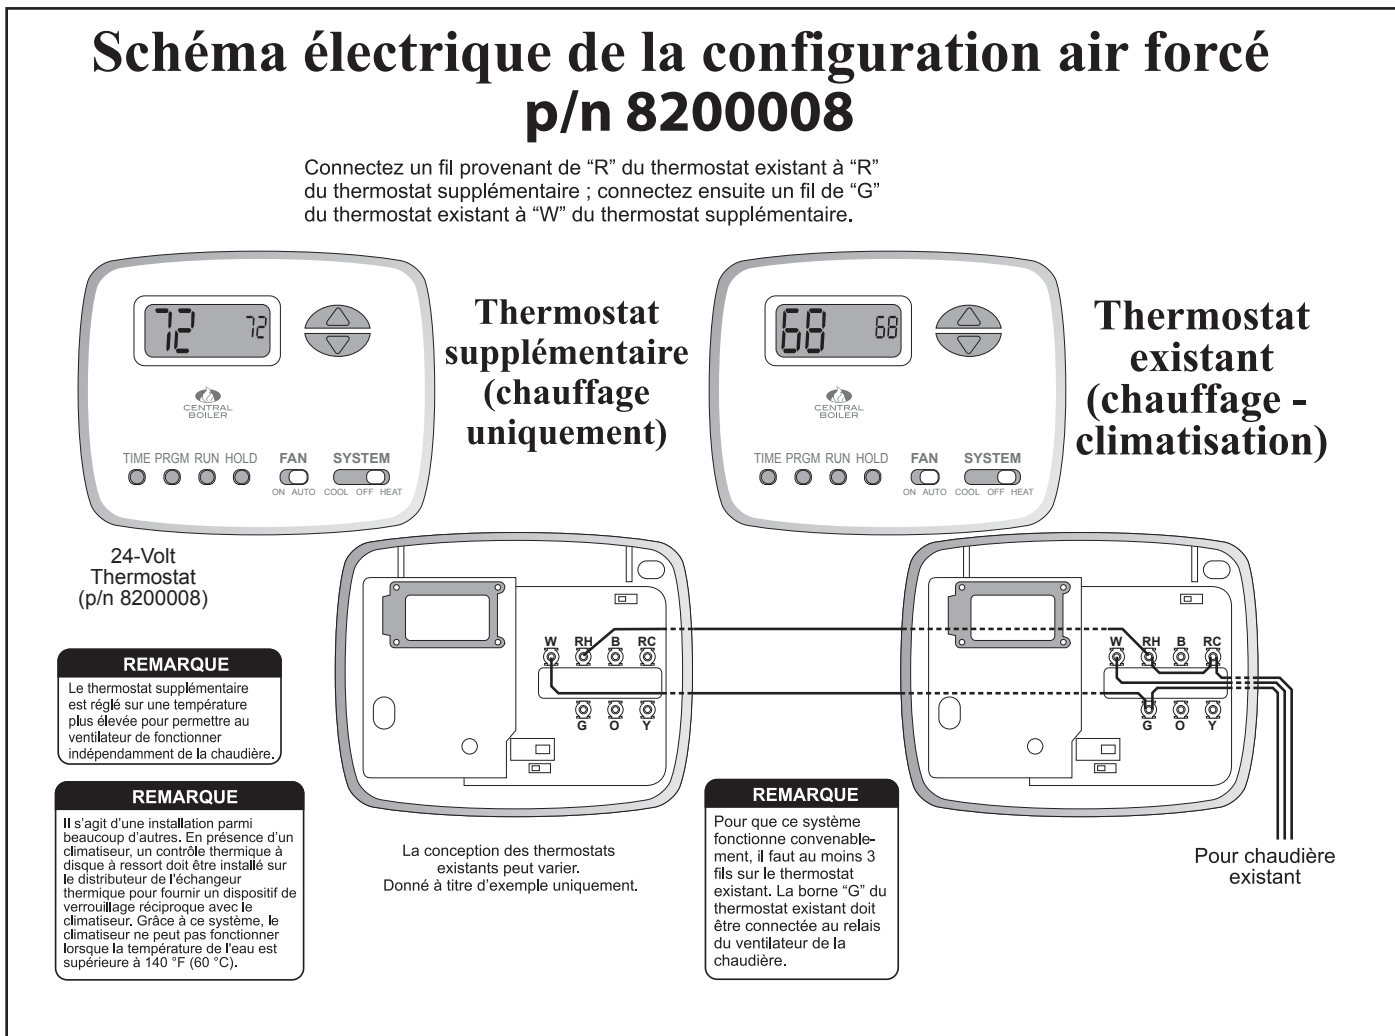 Schéma électrique de la configuration air forcé
p/n 8200008
Connectez un fil provenant de “R” du thermostat existant à “R”
du thermostat supplémentaire ; connectez ensuite un fil de “G”
du thermostat existant à “W” du thermostat supplémentaire.
72 72
CENTRAL
BOILER
TIME PRGM RUN HOLD FAN SYSTEM
ON AUTO COOL OFF HEAT
Thermostat
supplémentaire
(chauffage
uniquement)
68 68
CENTRAL
BOILER
TIME PRGM RUN HOLD FAN SYSTEM
ON AUTO COOL OFF HEAT
Thermostat
existant
(chauffage -
climatisation)
24-Volt
Thermostat
(p/n 8200008)
W RH B RC
G O Y
W RH B RC
G O Y
REMARQUE
Le thermostat supplémentaire
est réglé sur une température
plus élevée pour permettre au
ventilateur de fonctionner
indépendamment de la chaudière.
REMARQUE
Il s’agit d’une installation parmi
beaucoup d’autres. En présence d’un
climatiseur, un contrôle thermique à
disque à ressort doit être installé sur
le distributeur de l'échangeur
thermique pour fournir un dispositif de
verrouillage réciproque avec le
climatiseur. Grâce à ce système, le
climatiseur ne peut pas fonctionner
lorsque la température de l'eau est
supérieure à 140 °F (60 °C).
La conception des thermostats
existants peut varier.
Donné à titre d’exemple uniquement.
REMARQUE
Pour que ce système
fonctionne convenable-
ment, il faut au moins 3
fils sur le thermostat
existant. La borne “G” du
thermostat existant doit
être connectée au relais
du ventilateur de la
chaudière.
Pour chaudière
existant